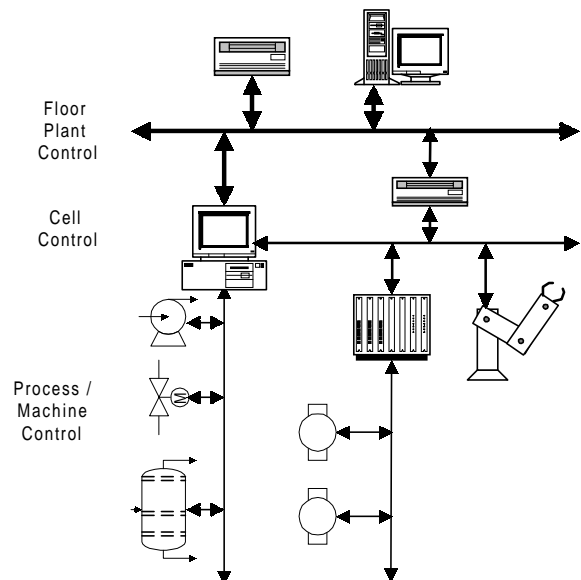 Floor
Plant
Control
Cell
Control
Process /
Machine
Control
M